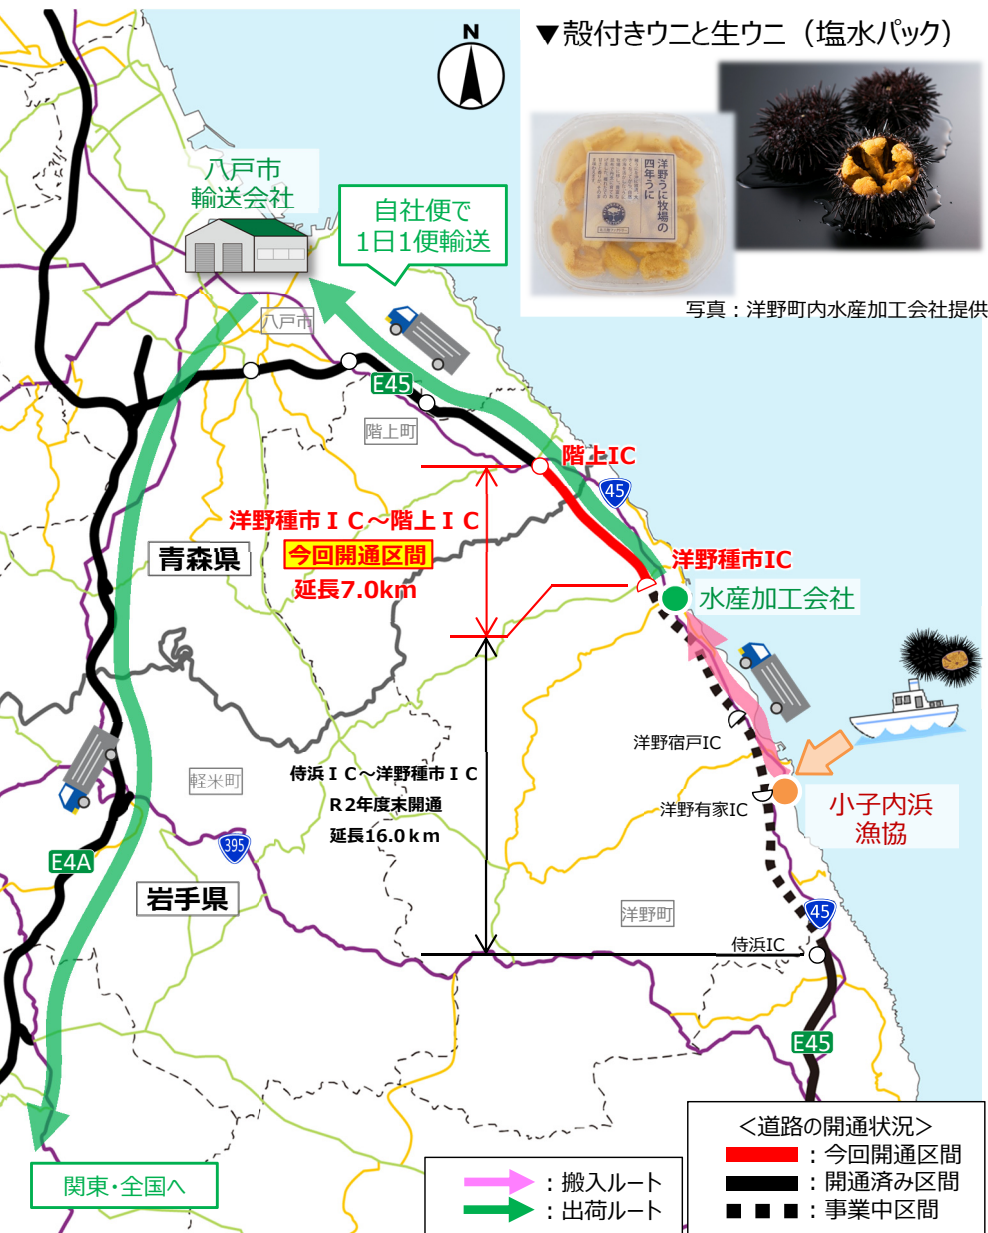 ▼殻付きウニと生ウニ（塩水パック）
N
洋野うに牧場の
四年うに
写真：洋野町内水産加工会社提供
八戸市
輸送会社
自社便で
1日1便輸送
八戸市
E45
階上町
階上IC
45
洋野種市ＩＣ～階上ＩＣ
今回開通区間
延長7.0km
青森県
洋野種市IC
水産加工会社
洋野宿戸IC
侍浜ＩＣ～洋野種市ＩＣ
Ｒ2年度末開通
延長16.0ｋｍ
軽米町
洋野有家IC
小子内浜
漁協
395
E4A
岩手県
洋野町
45
侍浜IC
E45
関東・全国へ
：搬入ルート
：出荷ルート
＜道路の開通状況＞
：今回開通区間
：開通済み区間
：事業中区間